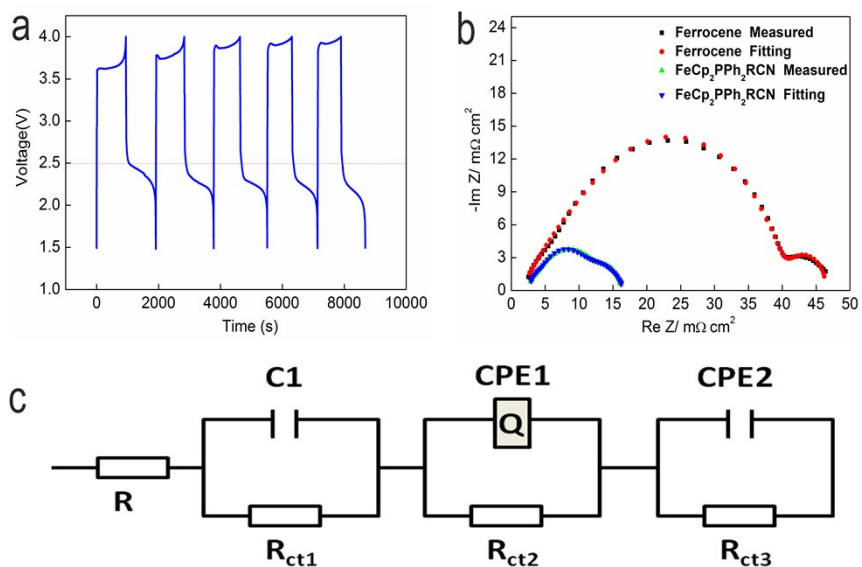 a
Voltage(V)
4.0
3.5
3.0
2.5
2.0
1.5
1.0
0 2000 4000 6000 8000 10000
Time (s)
b
-Im Z/ mΩ cm²
24
21
18
15
12
9
6
3
0
0 5 10 15 20 25 30 35 40 45 50
Re Z/ mΩ cm²
Ferrocene Measured
Ferrocene Fitting
FeCp₂PPh₂RCN Measured
FeCp₂PPh₂RCN Fitting
c
C1 CPE1 CPE2
Q
R
Rct1 Rct2 Rct3